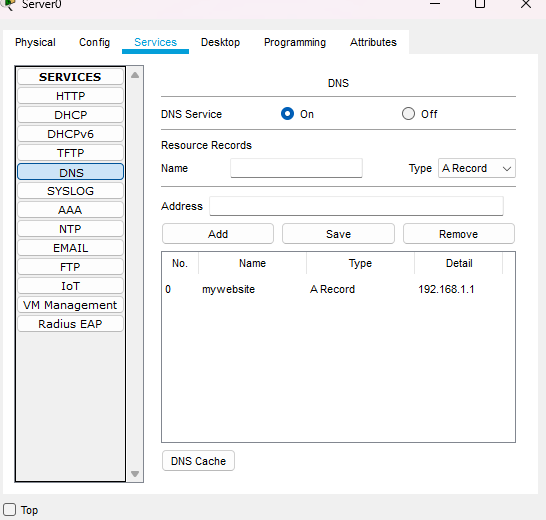 Server0
Physical Config Services Desktop Programming Attributes
SERVICES
HTTP
DHCP
DHCPv6
TFTP
DNS
SYSLOG
AAA
NTP
EMAIL
FTP
IoT
VM Management
Radius EAP
DNS
DNS Service On Off
Resource Records
Name Type A Record
Address
Add Save Remove
No. Name Type Detail
0 mywebsite A Record 192.168.1.1
DNS Cache
Top